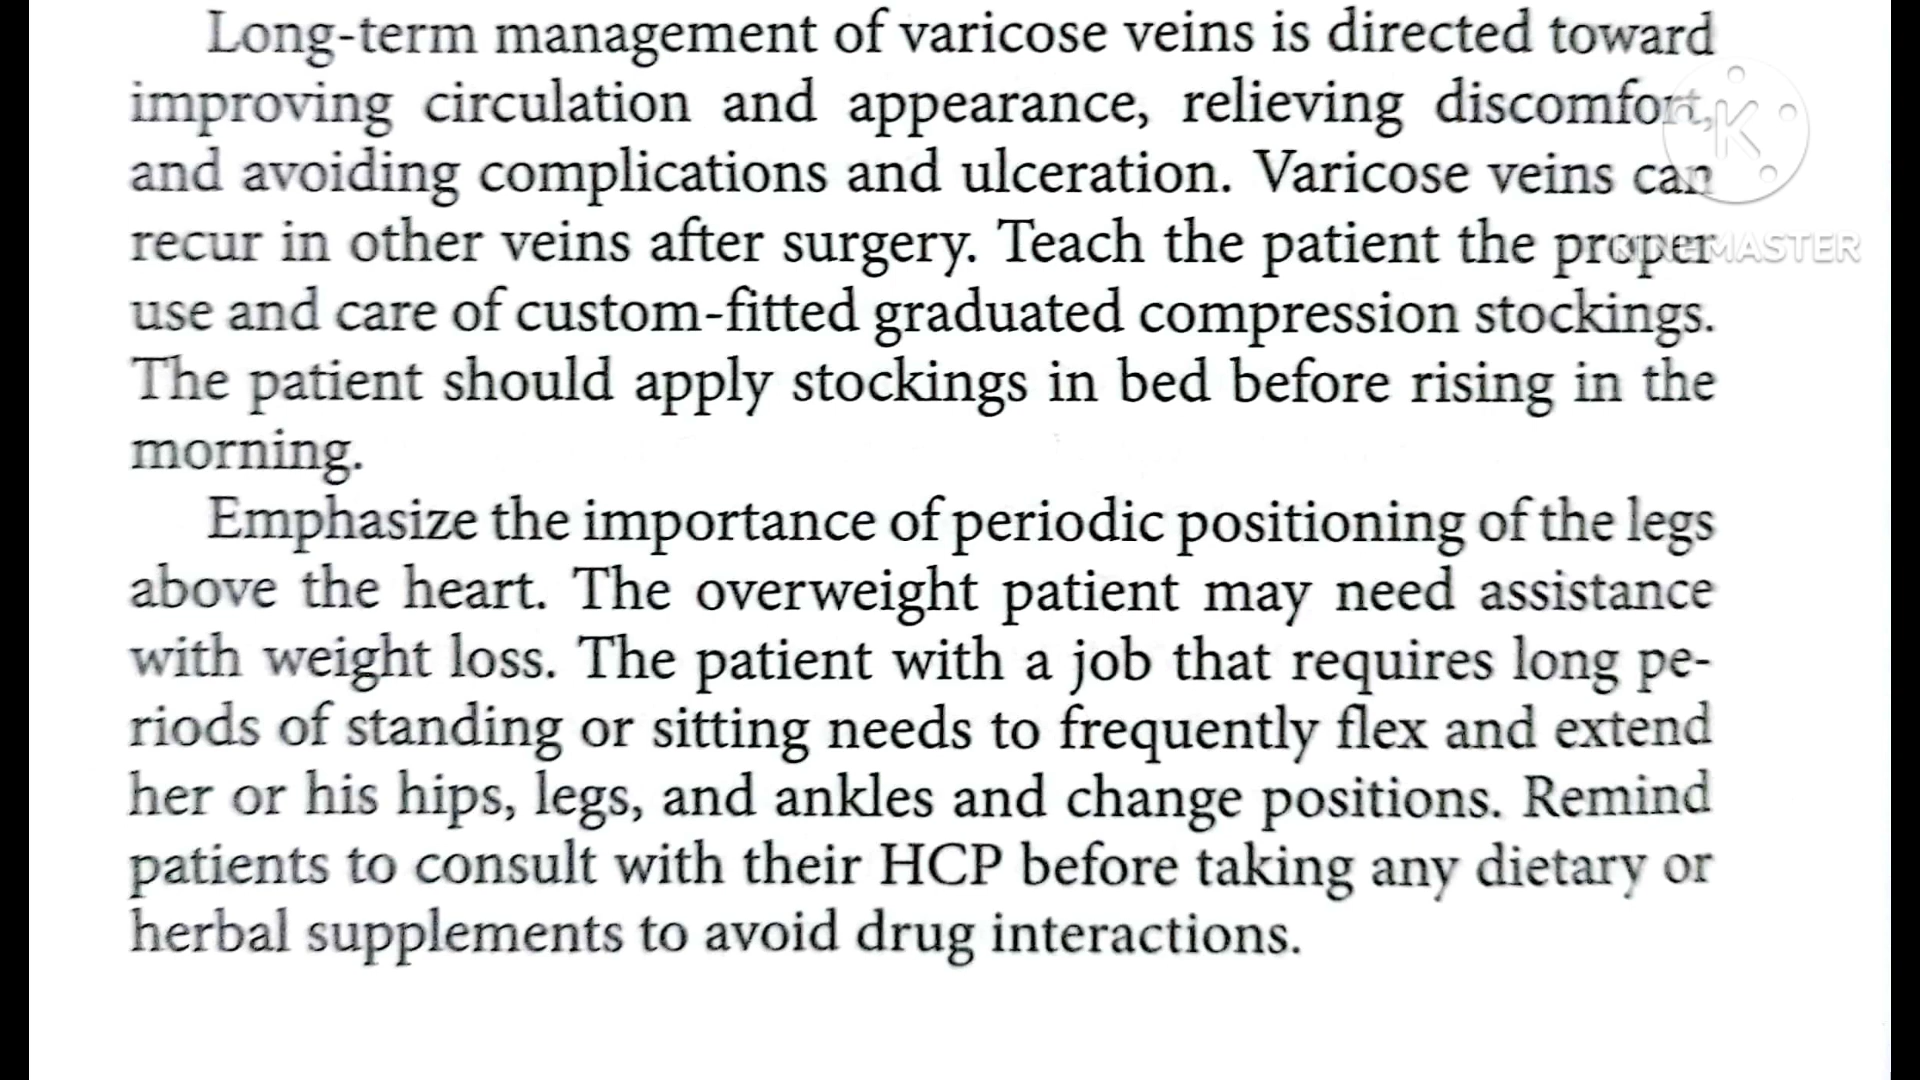 Long-term management of varicose veins is directed toward
improving circulation and appearance, relieving discomfort,
and avoiding complications and ulceration. Varicose veins can
recur in other veins after surgery. Teach the patient the proper
use and care of custom-fitted graduated compression stockings.
The patient should apply stockings in bed before rising in the
morning.
Emphasize the importance of periodic positioning of the legs
above the heart. The overweight patient may need assistance
with weight loss. The patient with a job that requires long pe-
riods of standing or sitting needs to frequently flex and extend
her or his hips, legs, and ankles and change positions. Remind
patients to consult with their HCP before taking any dietary or
herbal supplements to avoid drug interactions.
K
KINEMASTER